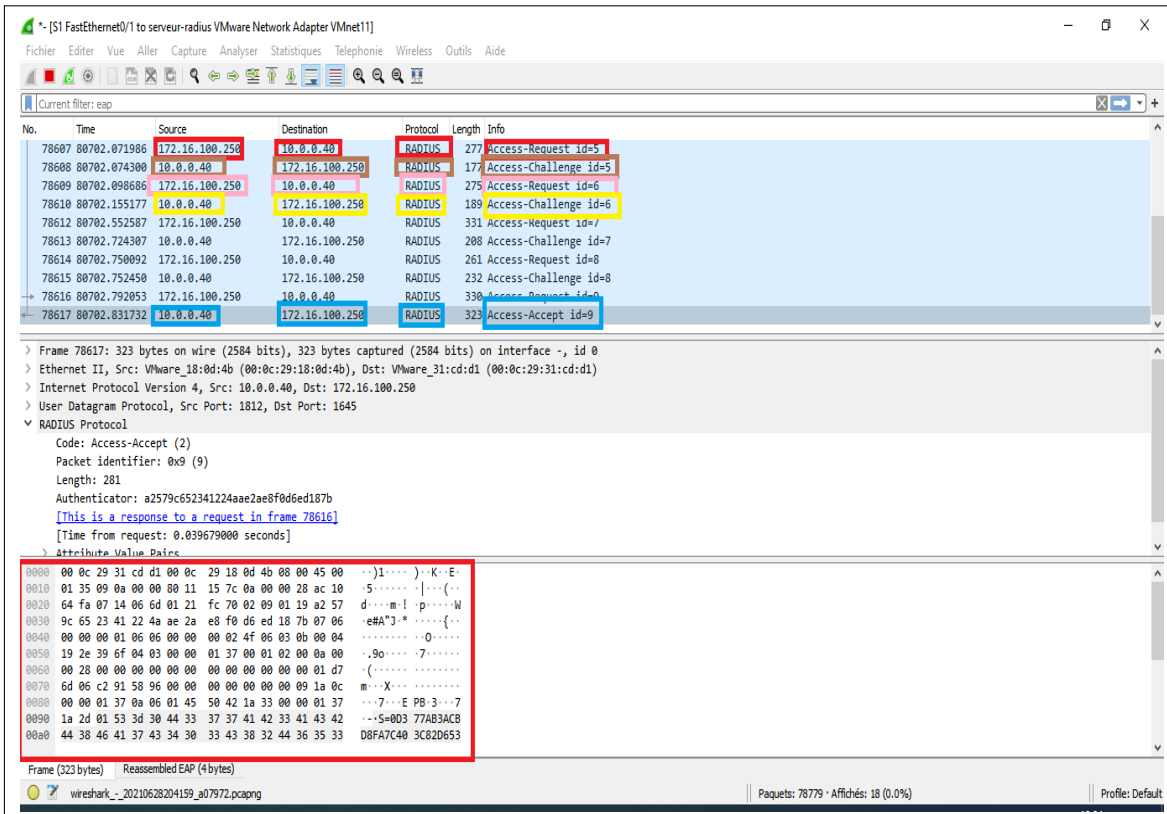 *- [S1 FastEthernet0/1 to serveur-radius VMware Network Adapter VMnet11]
Fichier Editer Vue Aller Capture Analyser Statistiques Telephonie Wireless Outils Aide
Current filter: eap
No. Time Source Destination Protocol Length Info
78607 80702.071986 172.16.100.250 10.0.0.40 RADIUS 277 Access-Request id=5
78608 80702.074300 10.0.0.40 172.16.100.250 RADIUS 177 Access-Challenge id=5
78609 80702.098686 172.16.100.250 10.0.0.40 RADIUS 275 Access-Request id=6
78610 80702.155177 10.0.0.40 172.16.100.250 RADIUS 189 Access-Challenge id=6
78612 80702.552587 172.16.100.250 10.0.0.40 RADIUS 331 Access-Request id=7
78613 80702.724307 10.0.0.40 172.16.100.250 RADIUS 208 Access-Challenge id=7
78614 80702.750092 172.16.100.250 10.0.0.40 RADIUS 261 Access-Request id=8
78615 80702.752450 10.0.0.40 172.16.100.250 RADIUS 232 Access-Challenge id=8
78616 80702.792053 172.16.100.250 10.0.0.40 RADIUS 330 Access-Request id=9
78617 80702.831732 10.0.0.40 172.16.100.250 RADIUS 323 Access-Accept id=9
> Frame 78617: 323 bytes on wire (2584 bits), 323 bytes captured (2584 bits) on interface -, id 0
> Ethernet II, Src: VMware_18:0d:4b (00:0c:29:18:0d:4b), Dst: VMware_31:cd:d1 (00:0c:29:31:cd:d1)
> Internet Protocol Version 4, Src: 10.0.0.40, Dst: 172.16.100.250
> User Datagram Protocol, Src Port: 1812, Dst Port: 1645
RADIUS Protocol
Code: Access-Accept (2)
Packet identifier: 0x9 (9)
Length: 281
Authenticator: a2579c652341224aae2ae8f0d6ed187b
[This is a response to a request in frame 78616]
[Time from request: 0.039679000 seconds]
> Attribute Value Pairs
0000 00 0c 29 31 cd d1 00 0c 29 18 0d 4b 08 00 45 00 ··)1···· )··K··E·
0010 01 35 09 0a 00 00 80 11 15 7c 0a 00 00 28 ac 10 ·5······ ·|···(··
0020 64 fa 07 14 06 6d 01 21 fc 70 02 09 01 19 a2 57 d····m·! ·p·····W
0030 9c 65 23 41 22 4a ae 2a e8 f0 d6 ed 18 7b 07 06 ·e#A"J·* ·····{··
0040 00 00 00 01 06 06 00 00 00 02 4f 06 03 0b 00 04 ········ ··O·····
0050 19 2e 39 6f 04 03 00 00 01 37 00 01 02 00 0a 00 ·.9o···· ·7······
0060 00 28 00 00 00 00 00 00 00 00 00 00 00 00 01 d7 ·(······ ········
0070 6d 06 c2 91 58 96 00 00 00 00 00 00 00 09 1a 0c m···X··· ········
0080 00 00 01 37 0a 06 01 45 50 42 1a 33 00 00 01 37 ···7···E PB·3···7
0090 1a 2d 01 53 3d 30 44 33 37 37 41 42 33 41 43 42 ·-·S=0D3 77AB3ACB
00a0 44 38 46 41 37 43 34 30 33 43 38 32 44 36 35 33 D8FA7C40 3C82D653
Frame (323 bytes) Reassembled EAP (4 bytes)
wireshark_-_20210628204159_a07972.pcapng Paquets: 78779 · Affichés: 18 (0.0%) Profile: Default